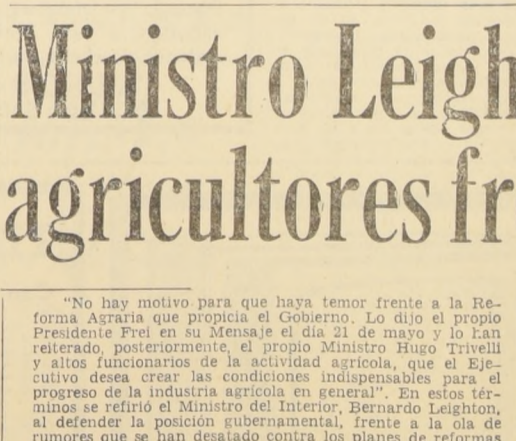 Ministro Leigh
agricultores fr
"No hay motivo para que haya temor frente a la Re-
forma Agraria que propicia el Gobierno. Lo dijo el propio
Presidente Frei en su Mensaje el día 21 de mayo y lo han
reiterado, posteriormente, el propio Ministro Hugo Trivelli
y altos funcionarios de la actividad agrícola, que el Eje-
cutivo desea crear las condiciones indispensables para el
progreso de la industria agrícola en general". En estos tér-
minos se refirió el Ministro del Interior, Bernardo Leighton,
al defender la posición gubernamental, frente a la ola de
rumores que se han desatado contra los planes de reformas